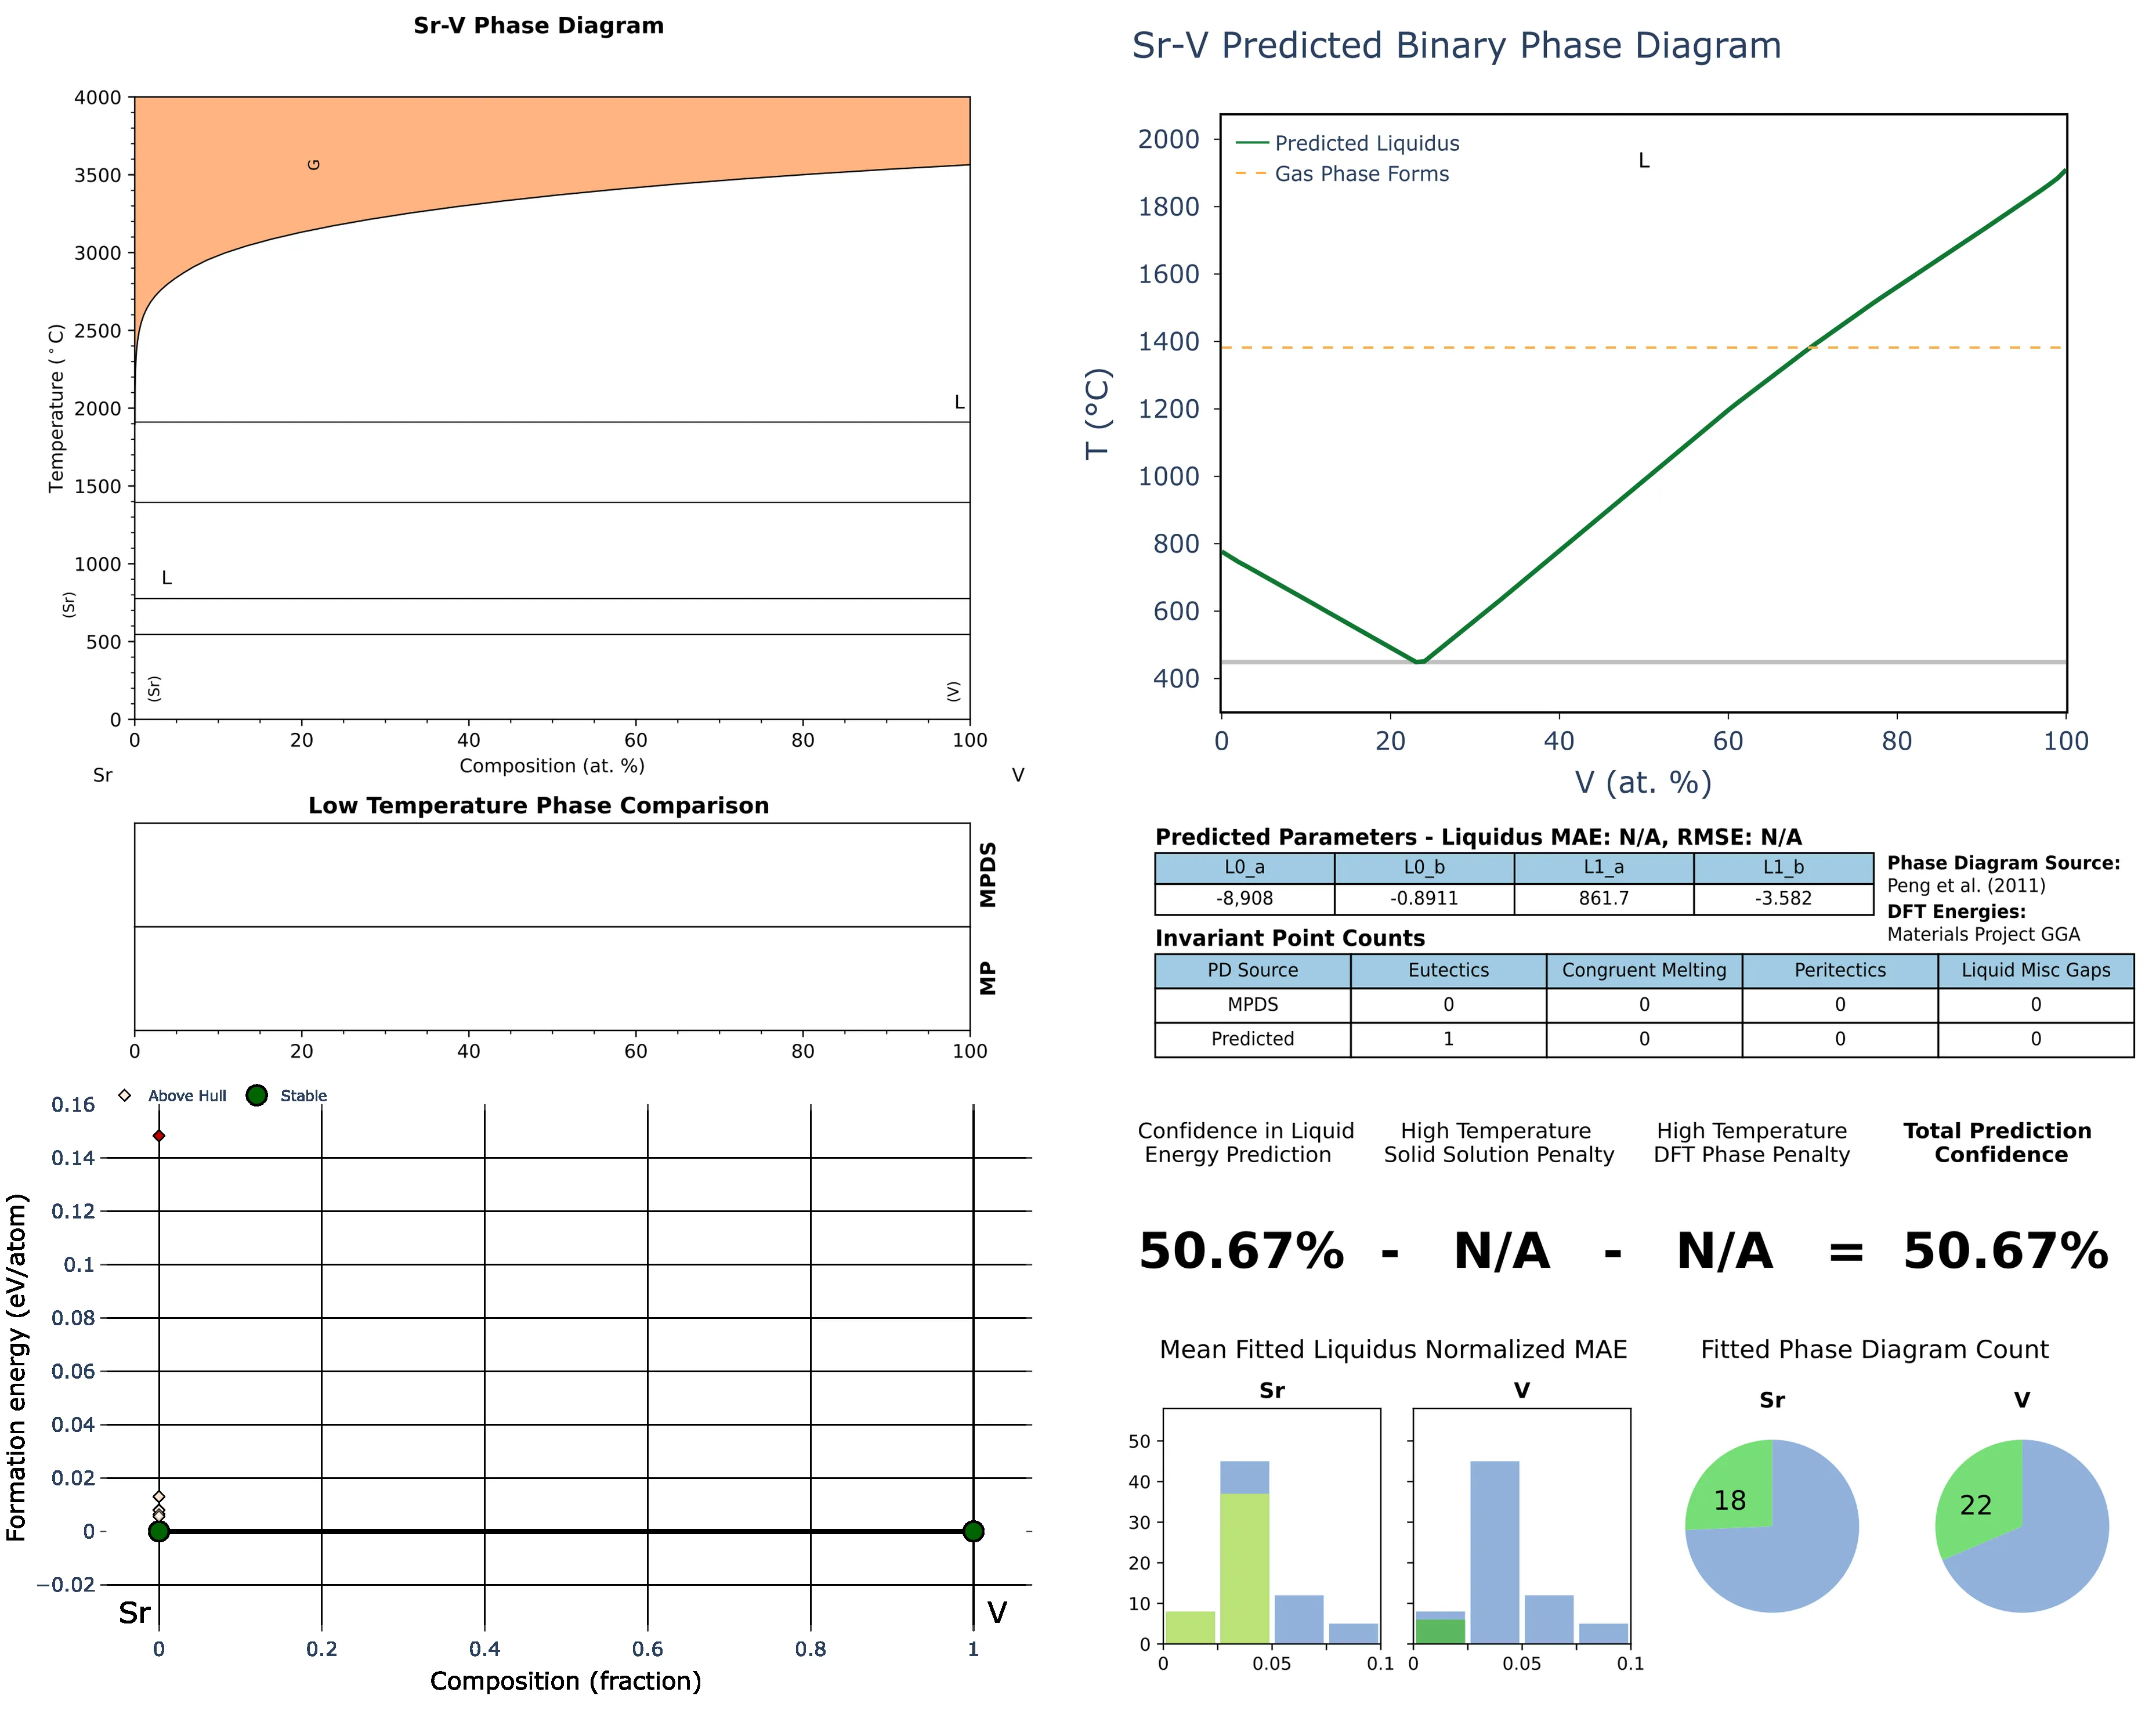 Sr-V Phase Diagram
4000
3500
3000
2500
2000
1500
1000
500
0
Temperature (°C)
G
L
L
(Sr)
(Sr)
(V)
0 20 40 60 80 100
Composition (at. %)
Sr V
Low Temperature Phase Comparison
MPDS
MP
0 20 40 60 80 100
Above Hull Stable
0.16
0.14
0.12
0.1
0.08
0.06
0.04
0.02
0
−0.02
Formation energy (eV/atom)
Sr V
0 0.2 0.4 0.6 0.8 1
Composition (fraction)
Sr-V Predicted Binary Phase Diagram
Predicted Liquidus
Gas Phase Forms
L
2000
1800
1600
1400
1200
1000
800
600
400
T (°C)
0 20 40 60 80 100
V (at. %)
Predicted Parameters - Liquidus MAE: N/A, RMSE: N/A
L0_a L0_b L1_a L1_b
-8,908 -0.8911 861.7 -3.582
Phase Diagram Source:
Peng et al. (2011)
DFT Energies:
Materials Project GGA
Invariant Point Counts
PD Source Eutectics Congruent Melting Peritectics Liquid Misc Gaps
MPDS 0 0 0 0
Predicted 1 0 0 0
Confidence in Liquid
Energy Prediction
High Temperature
Solid Solution Penalty
High Temperature
DFT Phase Penalty
Total Prediction
Confidence
50.67% - N/A - N/A = 50.67%
Mean Fitted Liquidus Normalized MAE
Sr V
50
40
30
20
10
0
0 0.05 0.1 0 0.05 0.1
Fitted Phase Diagram Count
Sr V
18 22